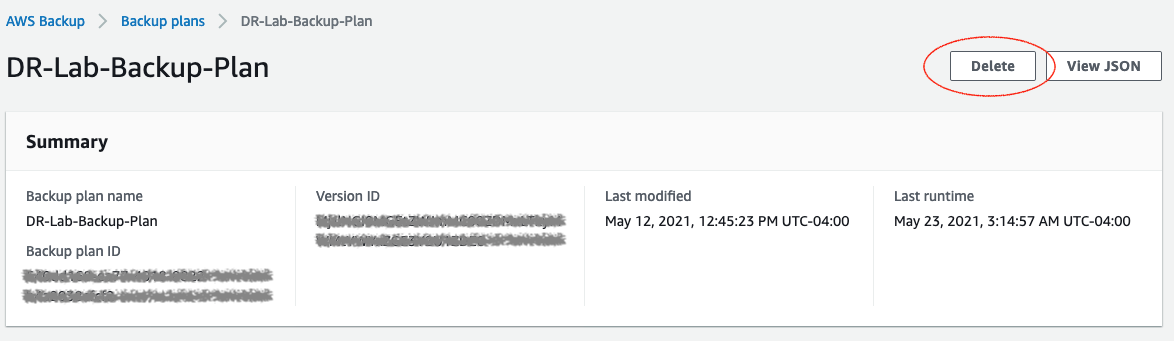 AWS Backup > Backup plans > DR-Lab-Backup-Plan
DR-Lab-Backup-Plan
Delete
View JSON
Summary
Backup plan name
DR-Lab-Backup-Plan
Backup plan ID
Version ID
Last modified
May 12, 2021, 12:45:23 PM UTC-04:00
Last runtime
May 23, 2021, 3:14:57 AM UTC-04:00